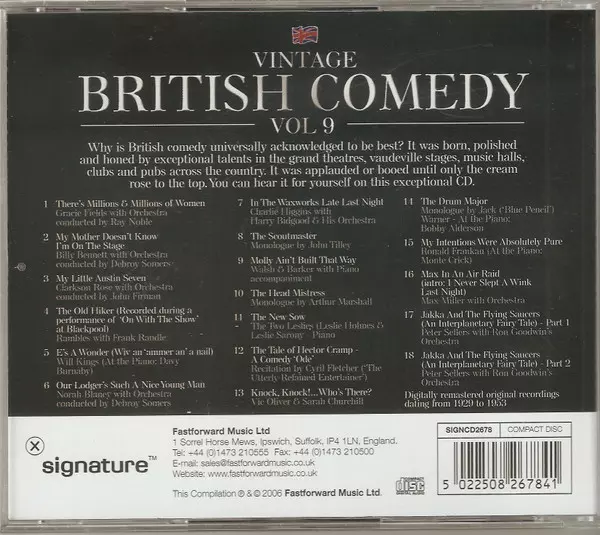 VINTAGE
BRITISH COMEDY
VOL 9
Why is British comedy universally acknowledged to be best? It was born, polished
and honed by exceptional talents in the grand theatres, vaudeville stages, music halls,
clubs and pubs across the country. It was applauded or booed until only the cream
rose to the top. You can hear it for yourself on this exceptional CD.
1 There's Millions & Millions of Women
Gracie Fields with Orchestra
conducted by Ray Noble
2 My Mother Doesn't Know
I'm On The Stage
Billy Bennett with Orchestra
conducted by Debroy Somers
3 My Little Austin Seven
Clarkson Rose with Orchestra
conducted by John Firman
4 The Old Hiker (Recorded during a
performance of 'On With The Show'
at Blackpool)
Rambles with Frank Randle
5 E's A Wonder (Wiv an'ammer an' a nail)
Will Kings (At the Piano: Davy
Burnaby)
6 Our Lodger's Such A Nice Young Man
Norah Blaney with Orchestra
conducted by Debroy Somers
7 In The Waxworks Late Last Night
Charlie Higgins with
Harry Bidgood & His Orchestra
8 The Scoutmaster
Monologue by John Tilley
9 Molly Ain't Built That Way
Walsh & Barker with Piano
accompaniment
10 The Head Mistress
Monologue by Arthur Marshall
11 The New Sow
The Two Leslies (Leslie Holmes &
Leslie Sarony - Piano
12 The Tale of Hector Cramp -
A Comedy 'Ode'
Recitation by Cyril Fletcher ('The
Utterly Refined Entertainer')
13 Knock, Knock!...Who's There?
Vic Oliver & Sarah Churchill
14 The Drum Major
Monologue by Jack ('Blue Pencil')
Warner - At the Piano:
Bobby Alderson
15 My Intentions Were Absolutely Pure
Ronald Frankau (At the Piano:
Monte Crick)
16 Max In An Air Raid
(intro: I Never Slept A Wink
Last Night)
Max Miller with Orchestra
17 Jakka And The Flying Saucers
(An Interplanetary Fairy Tale) - Part 1
Peter Sellers with Ron Goodwin's
Orchestra
18 Jakka And The Flying Saucers
(An Interplanetary Fairy Tale) - Part 2
Peter Sellers with Ron Goodwin's
Orchestra
Digitally remastered original recordings
dating from 1929 to 1953
signature™
Fastforward Music Ltd
1 Sorrel Horse Mews, Ipswich, Suffolk, IP4 1LN, England.
Tel: +44 (0)1473 210555 Fax: +44 (0)1473 210500
E-mail: sales@fastforwardmusic.co.uk
Website: www.fastforwardmusic.co.uk
This Compilation ℗ & © 2006 Fastforward Music Ltd.
COMPACT
disc
DIGITAL AUDIO
SIGNCD2678
COMPACT DISC
5 022508 267841